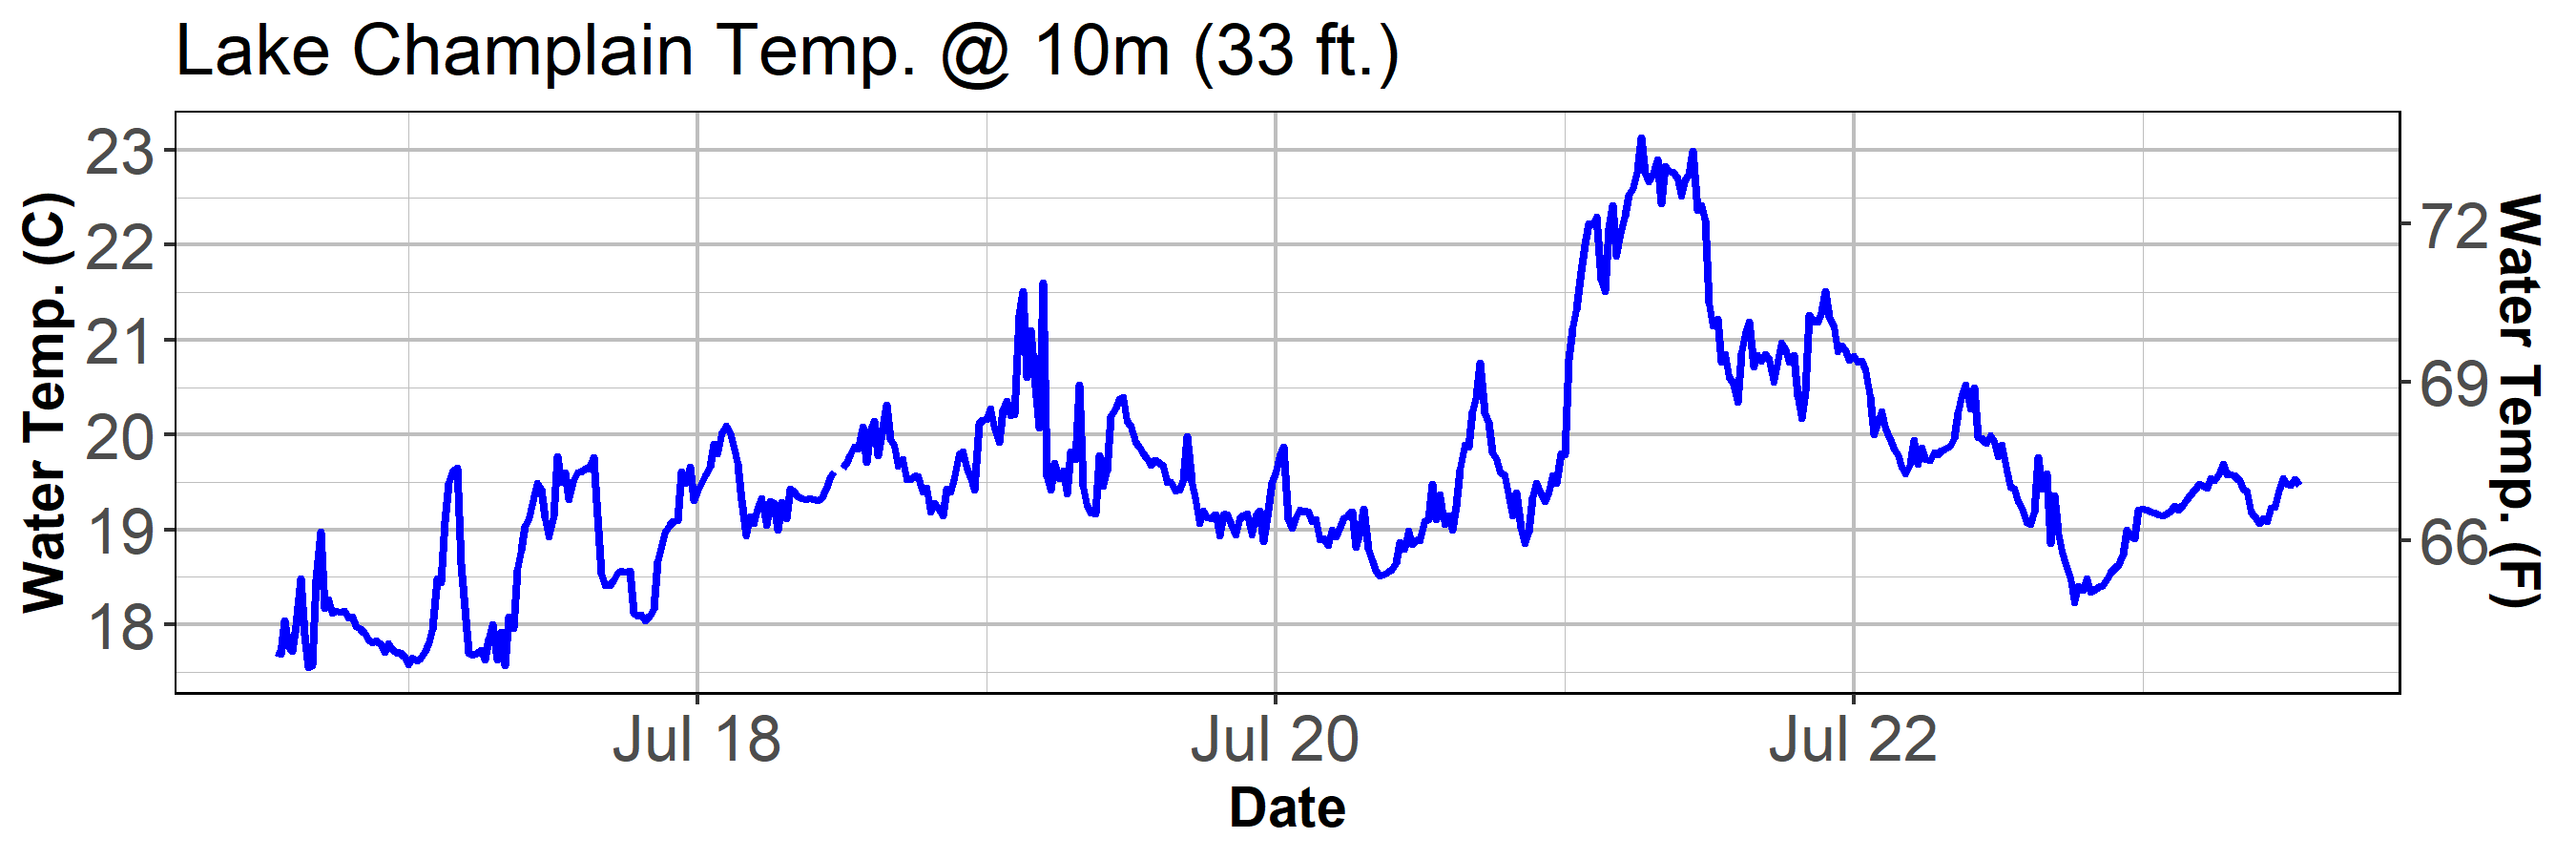 Lake Champlain Temp. @ 10m (33 ft.)
Water Temp. (C)
23
22
21
20
19
18
72
69
66
Water Temp. (F)
Jul 18
Jul 20
Jul 22
Date